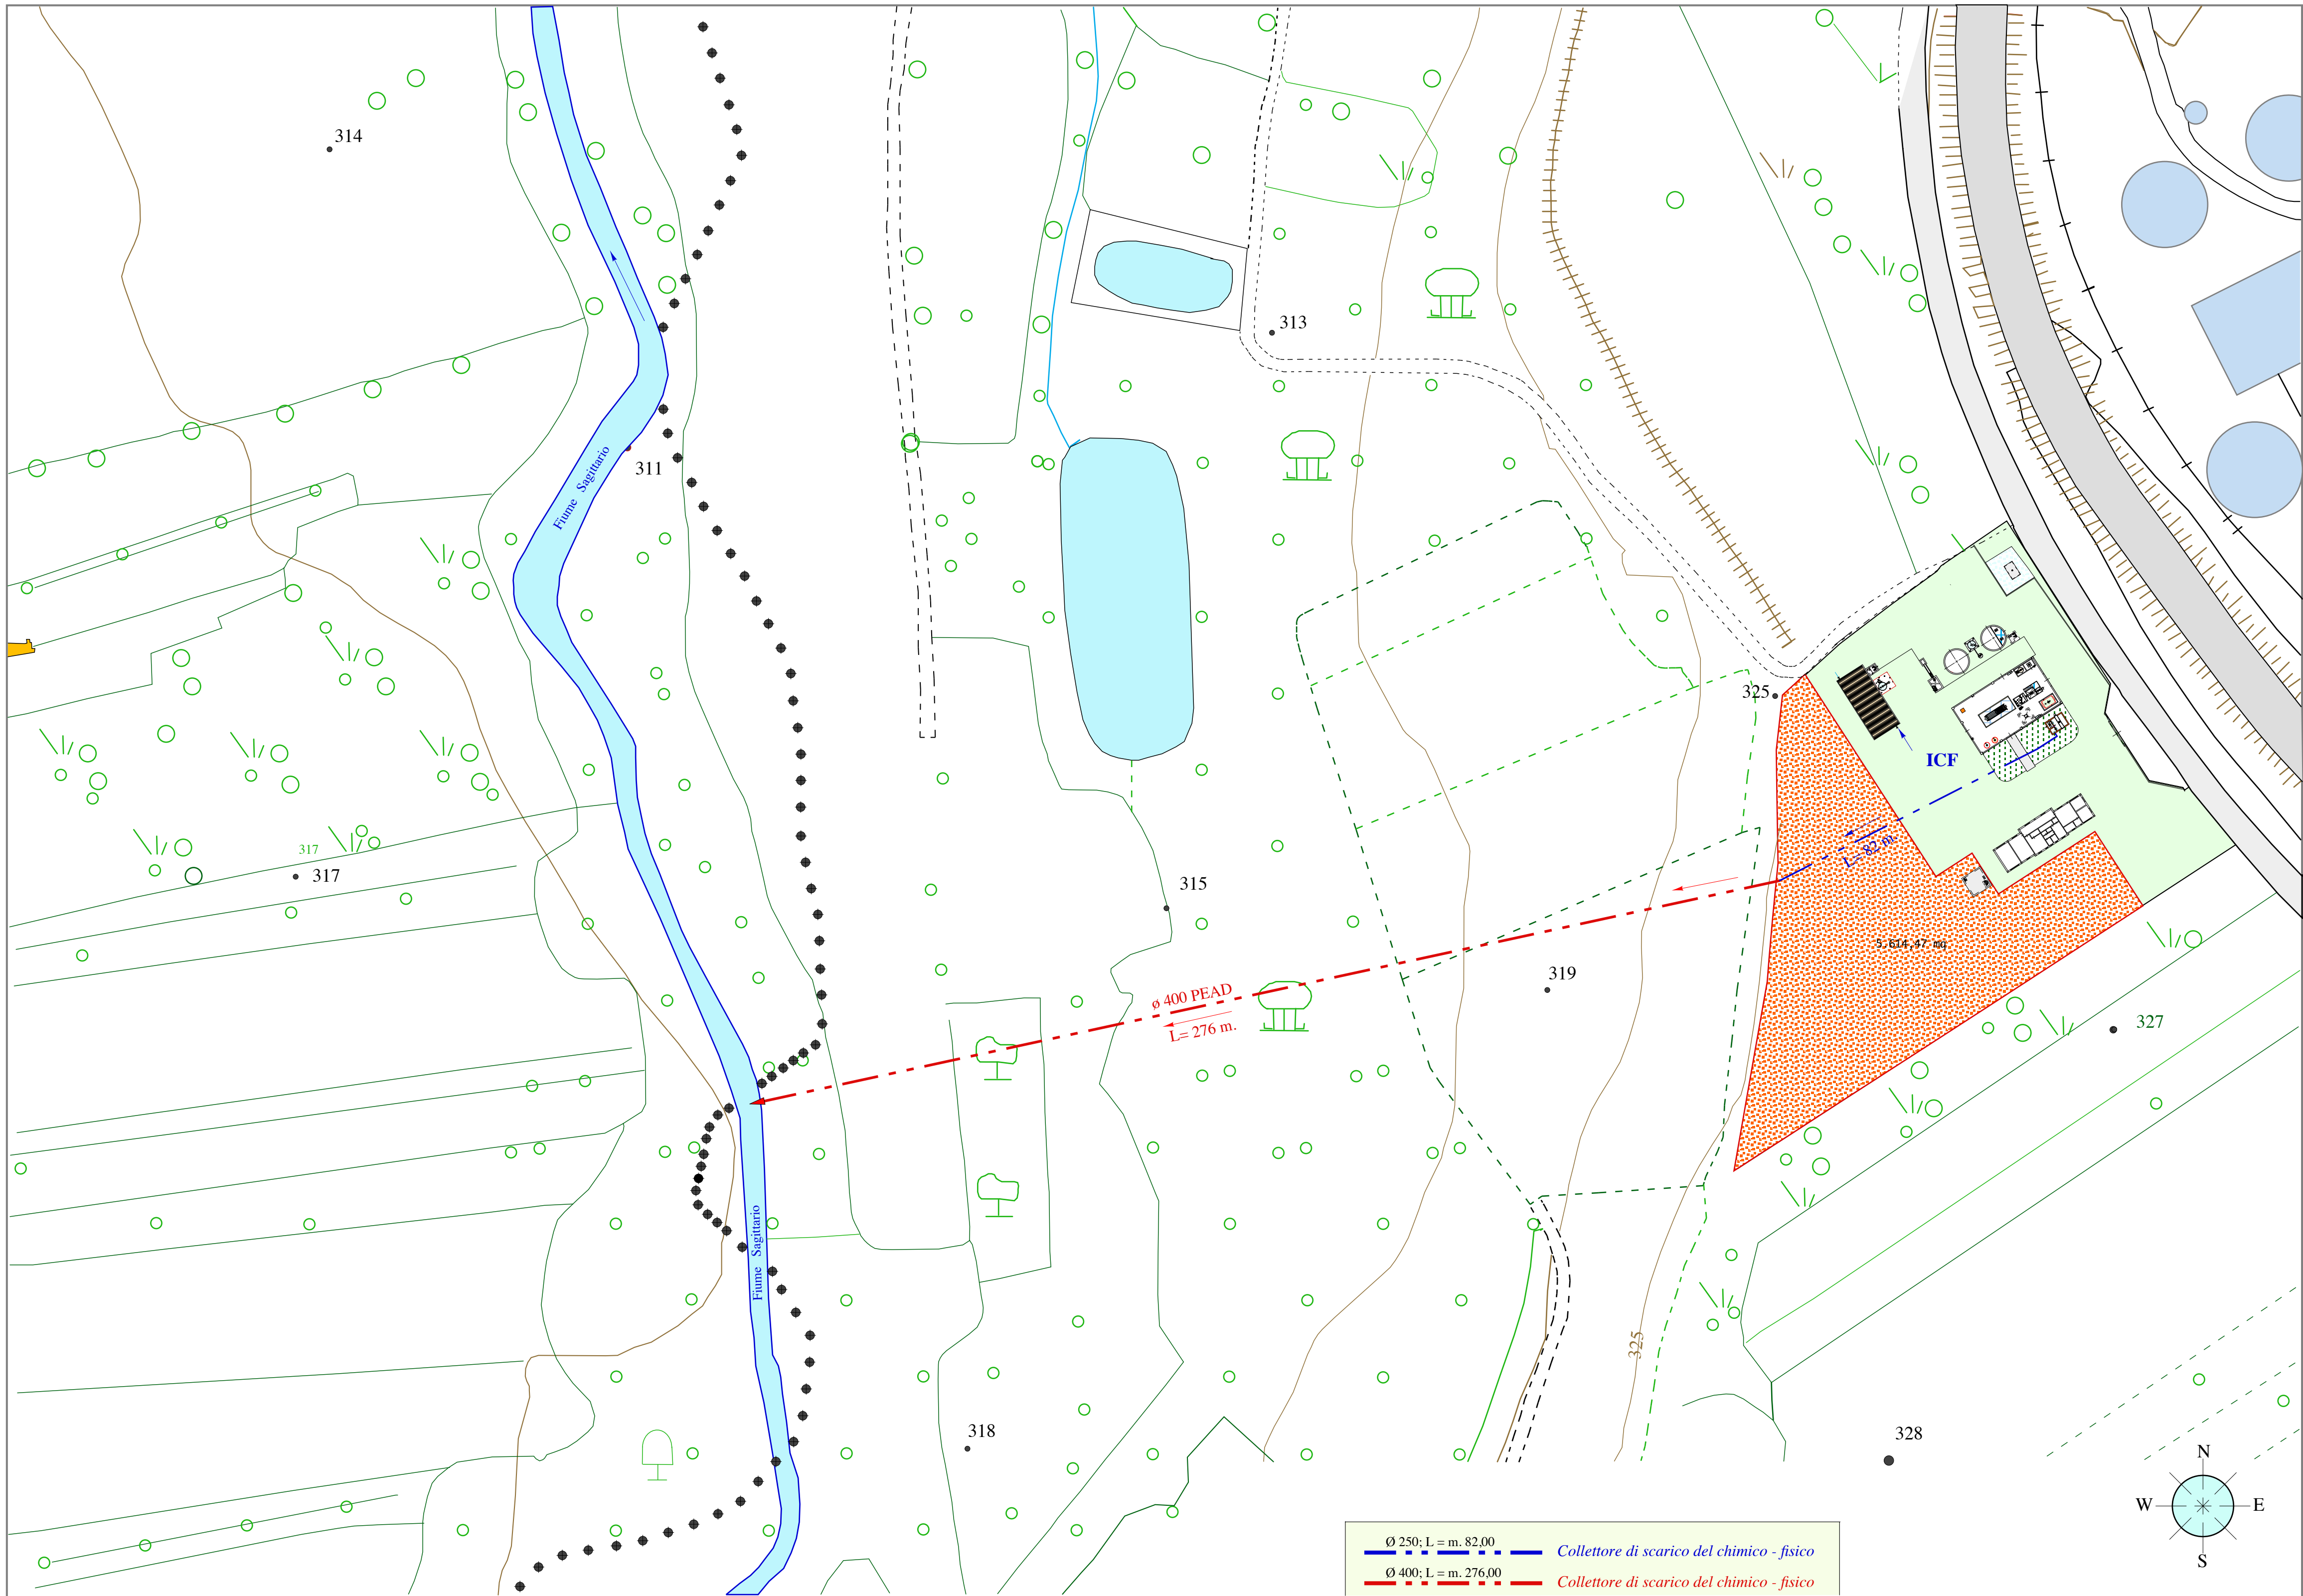 314
313
311
Fiume Sagittario
325
ICF
L= 82 m.
317
317
315
5.614,47 mq
319
ø 400 PEAD
L= 276 m.
327
Fiume Sagittario
325
318
328
N
W E
S
Ø 250; L = m. 82,00
Collettore di scarico del chimico - fisico
Ø 400; L = m. 276,00
Collettore di scarico del chimico - fisico